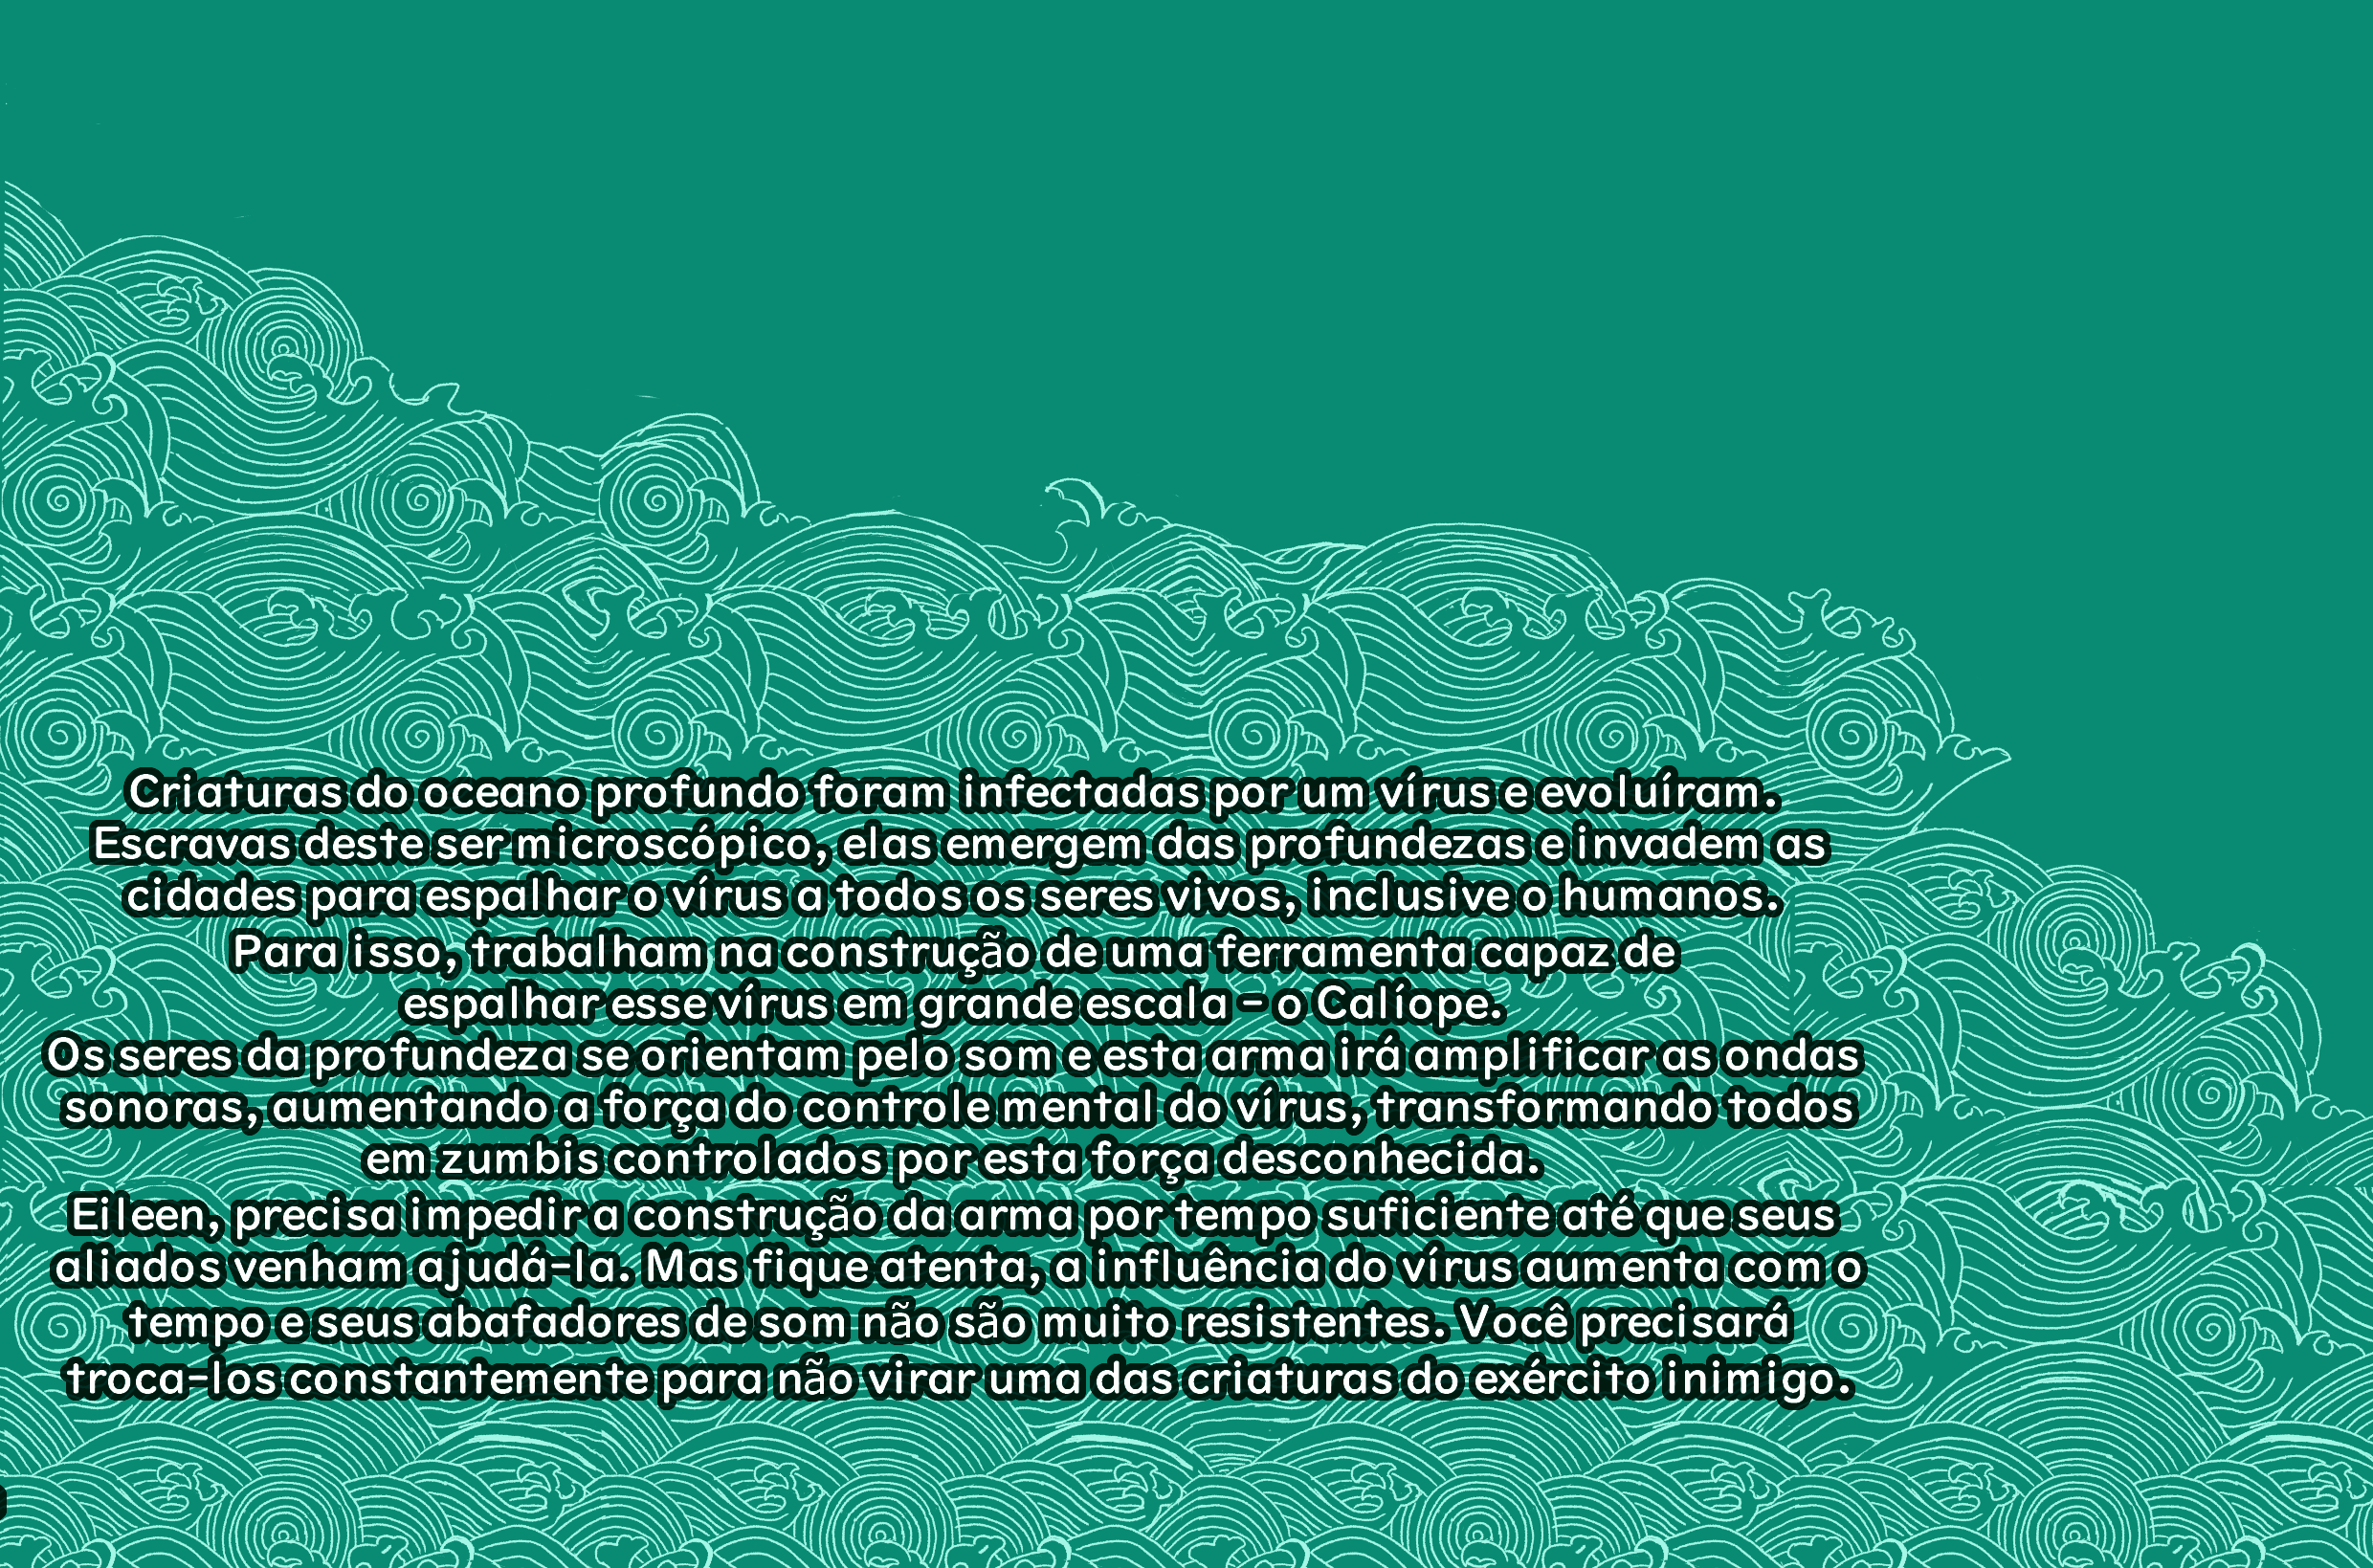 Criaturas do oceano profundo foram infectadas por um vírus e evoluíram.
Escravas deste ser microscópico, elas emergem das profundezas e invadem as
cidades para espalhar o vírus a todos os seres vivos, inclusive o humanos.
Para isso, trabalham na construção de uma ferramenta capaz de
espalhar esse vírus em grande escala - o Calíope.
Os seres da profundeza se orientam pelo som e esta arma irá amplificar as ondas
sonoras, aumentando a força do controle mental do vírus, transformando todos
em zumbis controlados por esta força desconhecida.
Eileen, precisa impedir a construção da arma por tempo suficiente até que seus
aliados venham ajudá-la. Mas fique atenta, a influência do vírus aumenta com o
tempo e seus abafadores de som não são muito resistentes. Você precisará
troca-los constantemente para não virar uma das criaturas do exército inimigo.